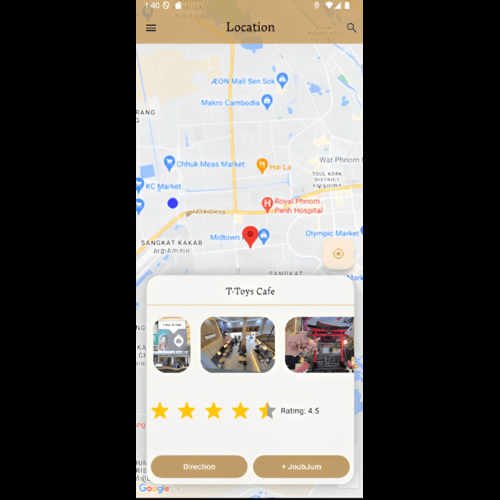 1:40
Location
ÆON Mall Sen Sok
Makro Cambodia
RANG
NG
Wat Phnom
Chhuk Meas Market
Hai Lo
TOUL KORK
DISTRICT
KC Market
Royal Phnom
Penh Hospital
Midtown
Olympic Market
SANGKAT KAKAB
SANGKAT
T-Toys Cafe
Rating: 4.5
Direction
+ JoubJum
Google